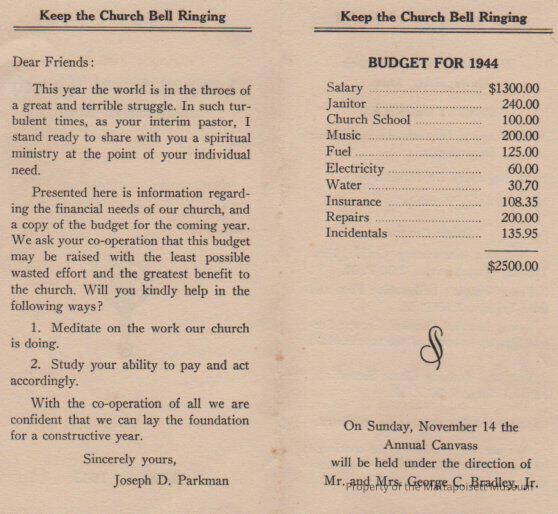 Keep the Church Bell Ringing
Dear Friends:
This year the world is in the throes of
a great and terrible struggle. In such tur-
bulent times, as your interim pastor, I
stand ready to share with you a spiritual
ministry at the point of your individual
need.
Presented here is information regard-
ing the financial needs of our church, and
a copy of the budget for the coming year.
We ask your co-operation that this budget
may be raised with the least possible
wasted effort and the greatest benefit to
the church. Will you kindly help in the
following ways?
1. Meditate on the work our church
is doing.
2. Study your ability to pay and act
accordingly.
With the co-operation of all we are
confident that we can lay the foundation
for a constructive year.
Sincerely yours,
Joseph D. Parkman
Keep the Church Bell Ringing
BUDGET FOR 1944
Salary ........ $1300.00
Janitor ........ 240.00
Church School ........ 100.00
Music ........ 200.00
Fuel ........ 125.00
Electricity ........ 60.00
Water ........ 30.70
Insurance ........ 108.35
Repairs ........ 200.00
Incidentals ........ 135.95
$2500.00
On Sunday, November 14 the
Annual Canvass
will be held under the direction of
Mr. and Mrs. George C. Bradley, Jr.
Property of the Mattapoisett Museum